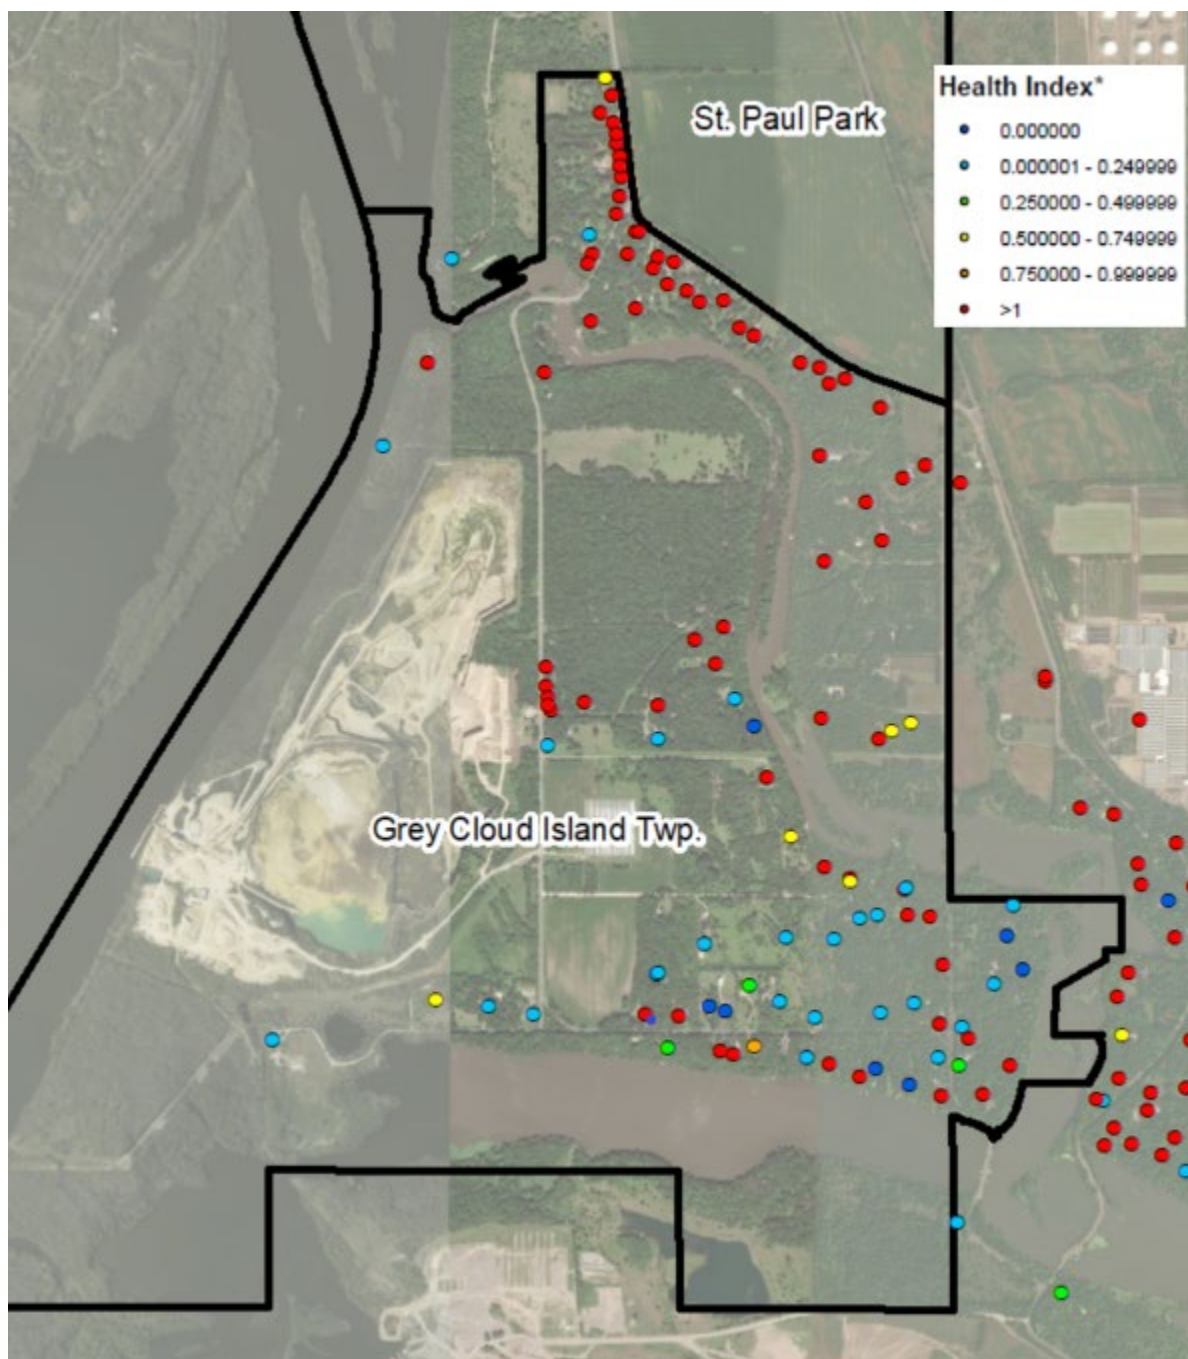 St. Paul Park
Health Index*
0.000000
0.000001 - 0.249999
0.250000 - 0.499999
0.500000 - 0.749999
0.750000 - 0.999999
>1
Grey Cloud Island Twp.